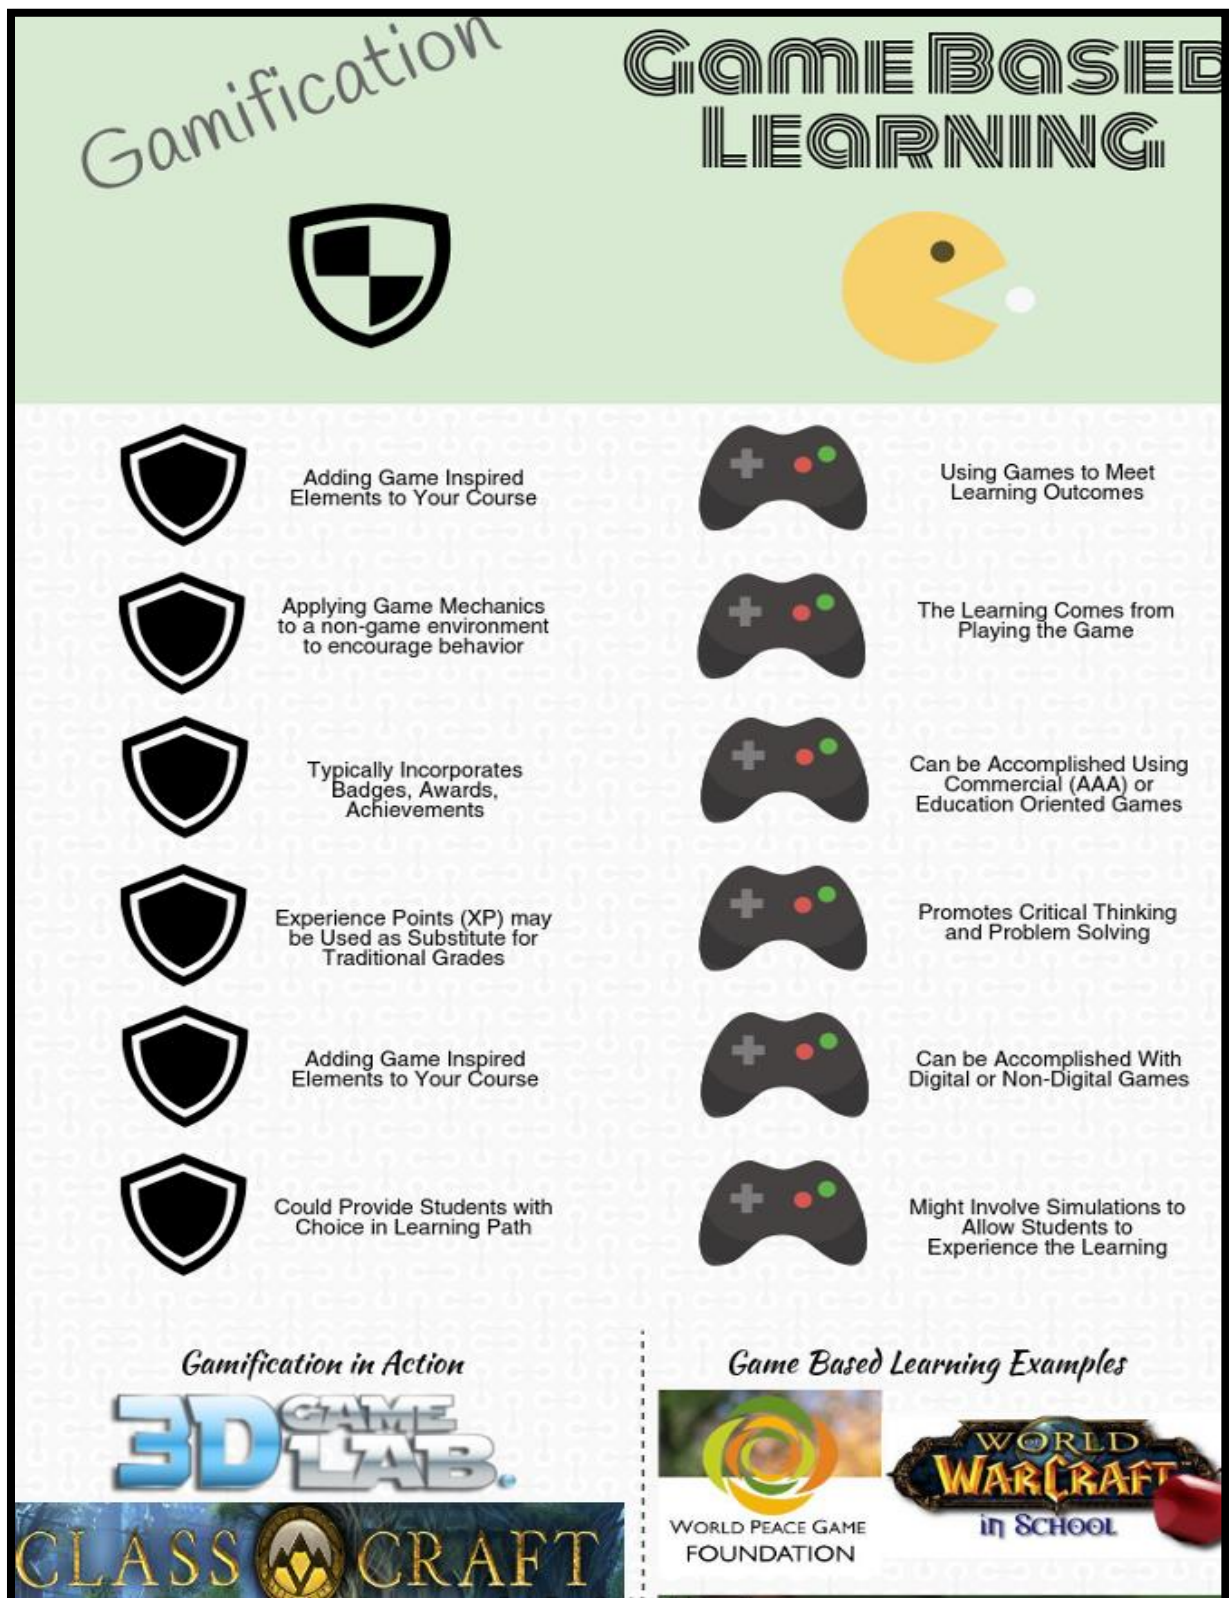 Gamification
GAME BASED
LEARNING
Adding Game Inspired
Elements to Your Course
Applying Game Mechanics
to a non-game environment
to encourage behavior
Typically Incorporates
Badges, Awards,
Achievements
Experience Points (XP) may
be Used as Substitute for
Traditional Grades
Adding Game Inspired
Elements to Your Course
Could Provide Students with
Choice in Learning Path
Using Games to Meet
Learning Outcomes
The Learning Comes from
Playing the Game
Can be Accomplished Using
Commercial (AAA) or
Education Oriented Games
Promotes Critical Thinking
and Problem Solving
Can be Accomplished With
Digital or Non-Digital Games
Might Involve Simulations to
Allow Students to
Experience the Learning
Gamification in Action
3D GAME
LAB
CLASS CRAFT
Game Based Learning Examples
WORLD PEACE GAME
FOUNDATION
WORLD
OF
WARCRAFT
in SCHOOL